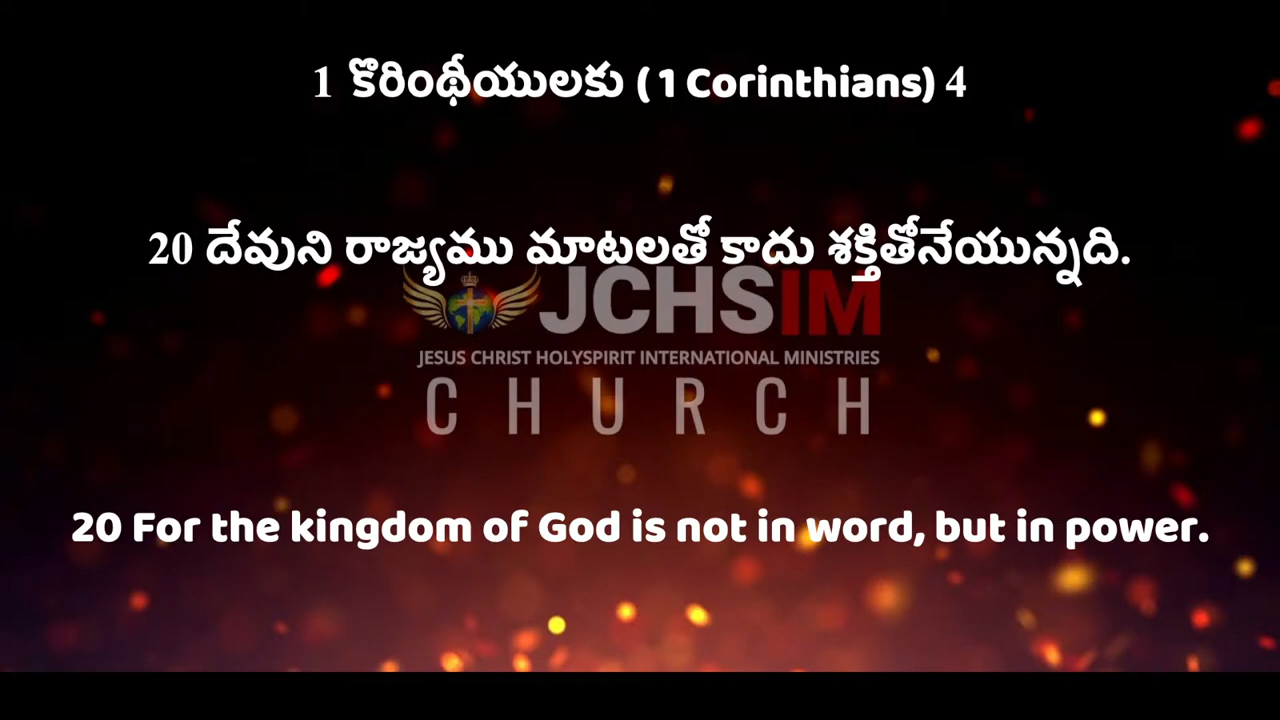 1 కొరింథీయులకు ( 1 Corinthians) 4
20 దేవుని రాజ్యము మాటలతో కాదు శక్తితోనేయున్నది.
JCHSIM
JESUS CHRIST HOLYSPIRIT INTERNATIONAL MINISTRIES
CHURCH
20 For the kingdom of God is not in word, but in power.